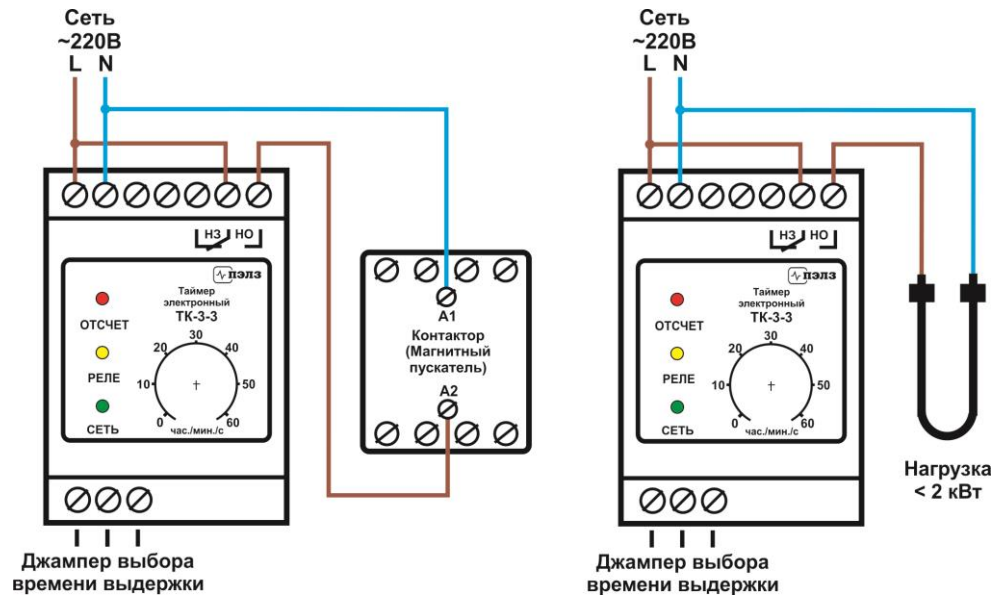 Сеть
~220В
L N
НЗ НО
пэлз
Таймер
электронный
ТК-3-3
ОТСЧЕТ
РЕЛЕ
СЕТЬ
0 10 20 30 40 50 60
час./мин./с
A1
Контактор
(Магнитный
пускатель)
A2
Джампер выбора
времени выдержки
Сеть
~220В
L N
НЗ НО
пэлз
Таймер
электронный
ТК-3-3
ОТСЧЕТ
РЕЛЕ
СЕТЬ
0 10 20 30 40 50 60
час./мин./с
Нагрузка
< 2 кВт
Джампер выбора
времени выдержки